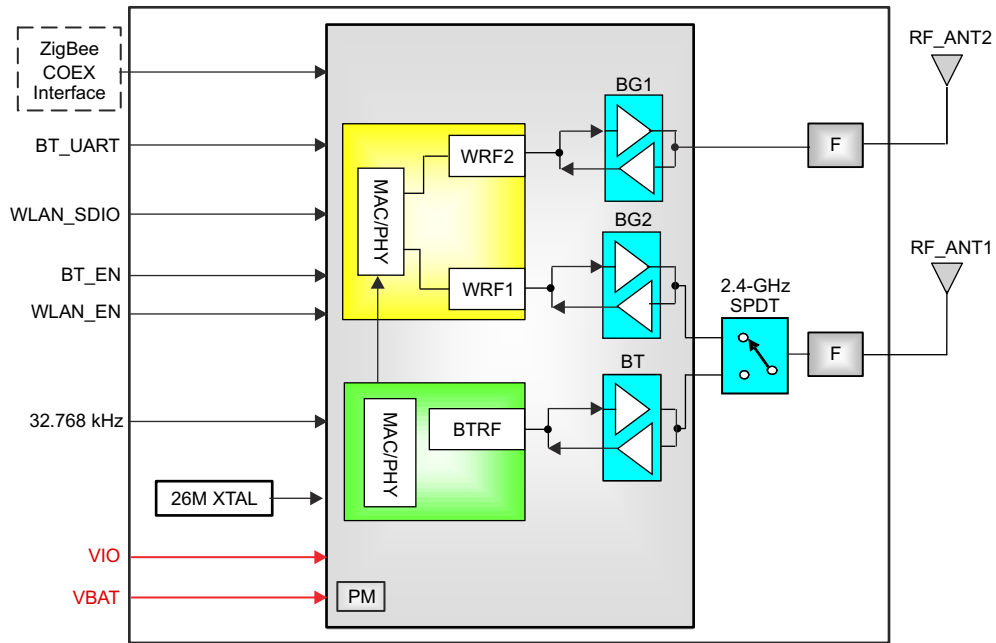 ZigBee
COEX
Interface
BT_UART
WLAN_SDIO
BT_EN
WLAN_EN
32.768 kHz
26M XTAL
VIO
VBAT
PM
MAC/PHY
WRF2
WRF1
MAC/PHY
BTRF
BG1
BG2
BT
2.4-GHz
SPDT
F
F
RF_ANT2
RF_ANT1